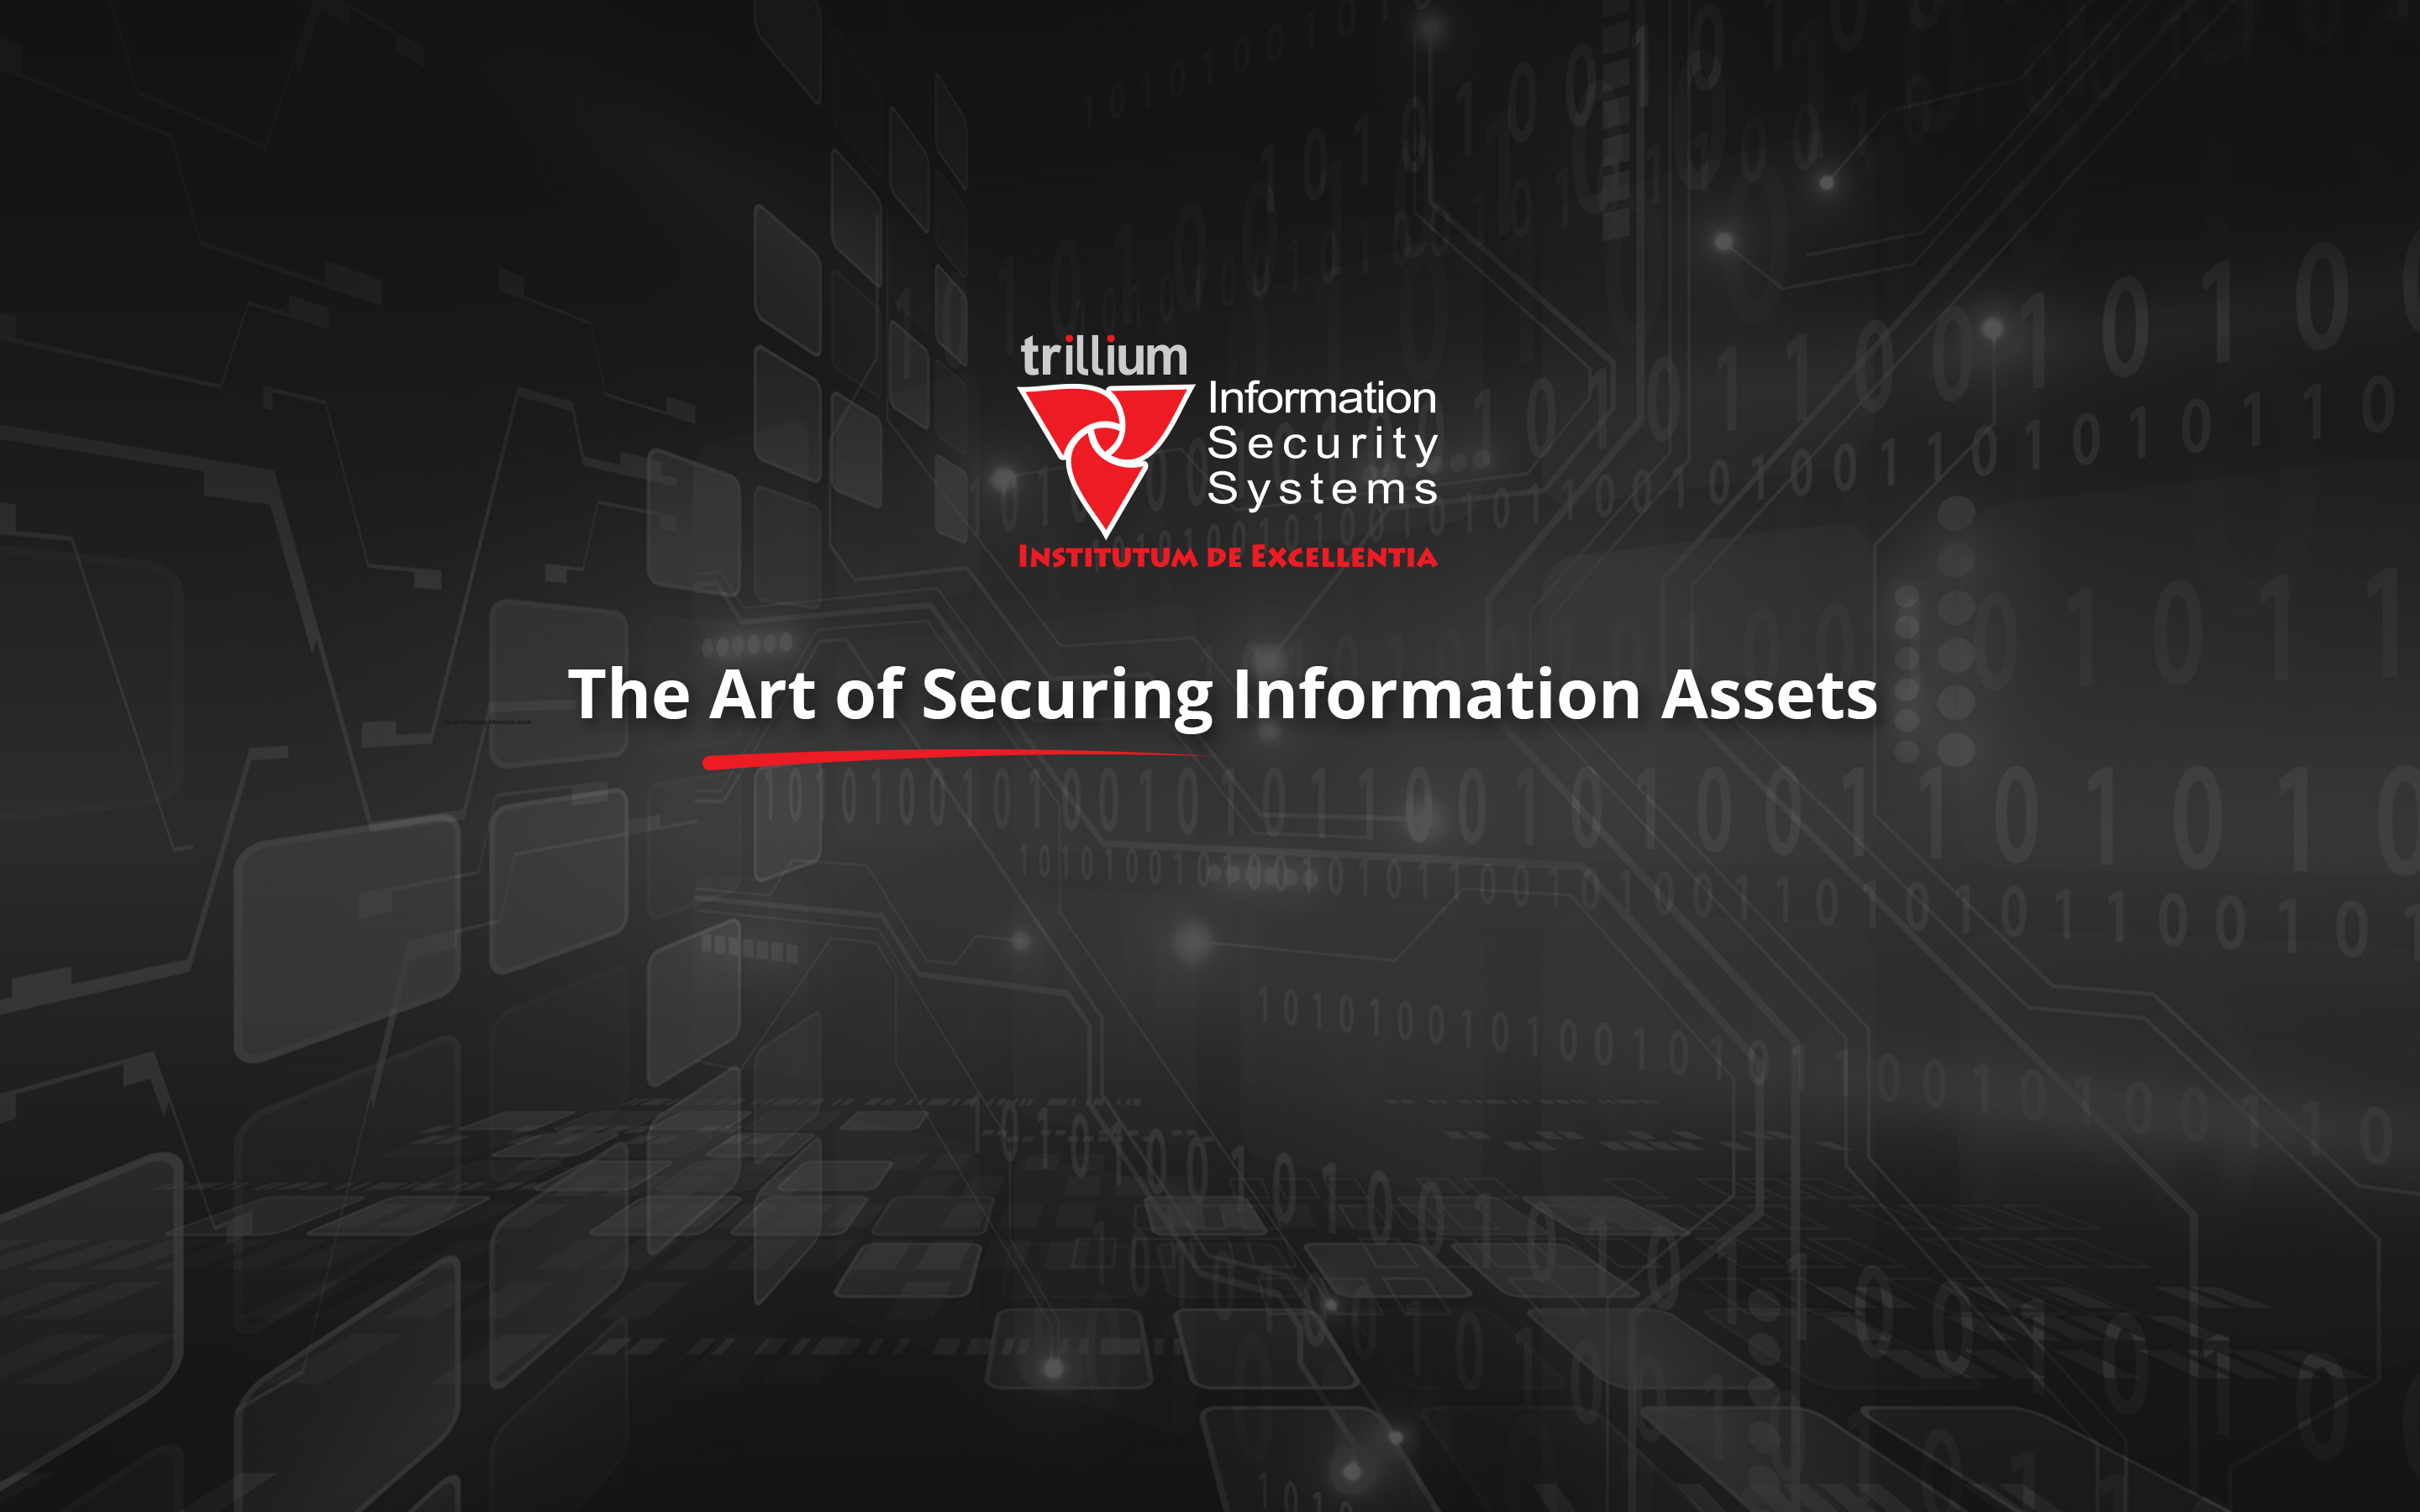 trillium
Information
Security
Systems
INSTITUTUM DE EXCELLENTIA
The Art of Securing Information Assets